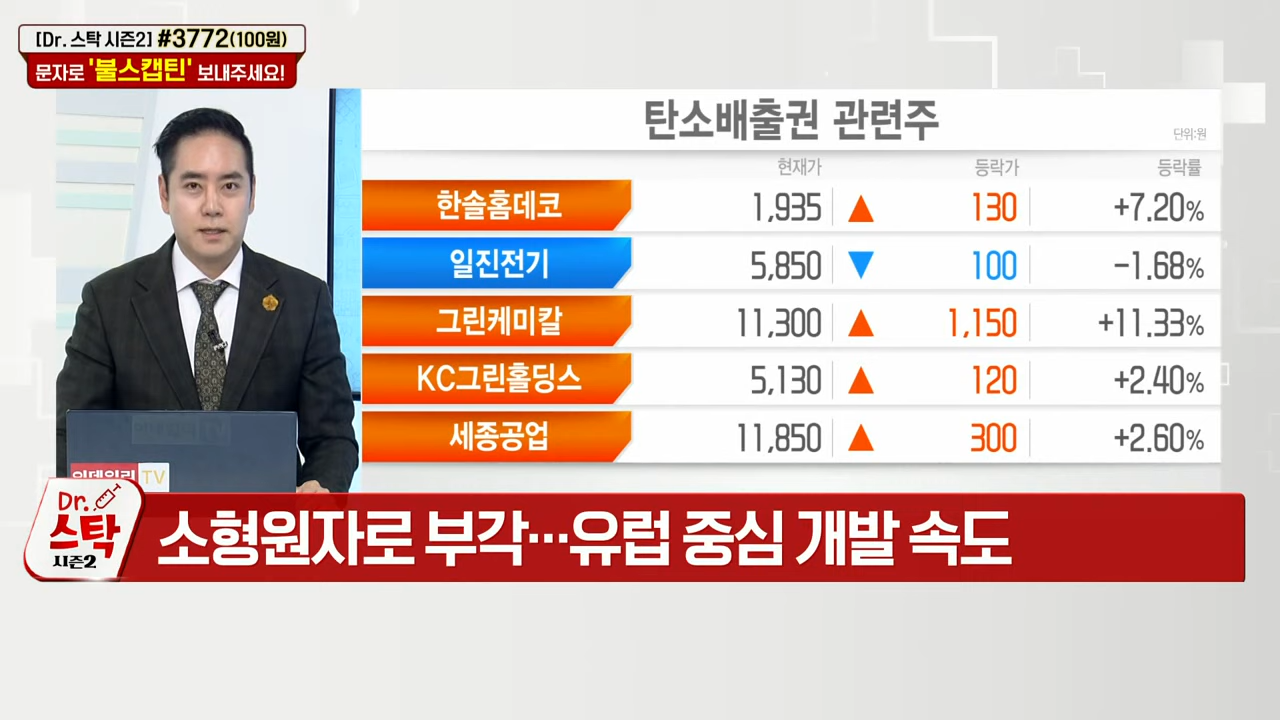 [Dr. 스탁 시즌2] #3772(100원)
문자로 '불스캡틴' 보내주세요!
탄소배출권 관련주
단위:원
현재가 등락가 등락률
한솔홈데코 1,935 ▲ 130 +7.20%
일진전기 5,850 ▼ 100 -1.68%
그린케미칼 11,300 ▲ 1,150 +11.33%
KC그린홀딩스 5,130 ▲ 120 +2.40%
세종공업 11,850 ▲ 300 +2.60%
이데일리 TV
Dr.
스탁
시즌2
소형원자로 부각…유럽 중심 개발 속도